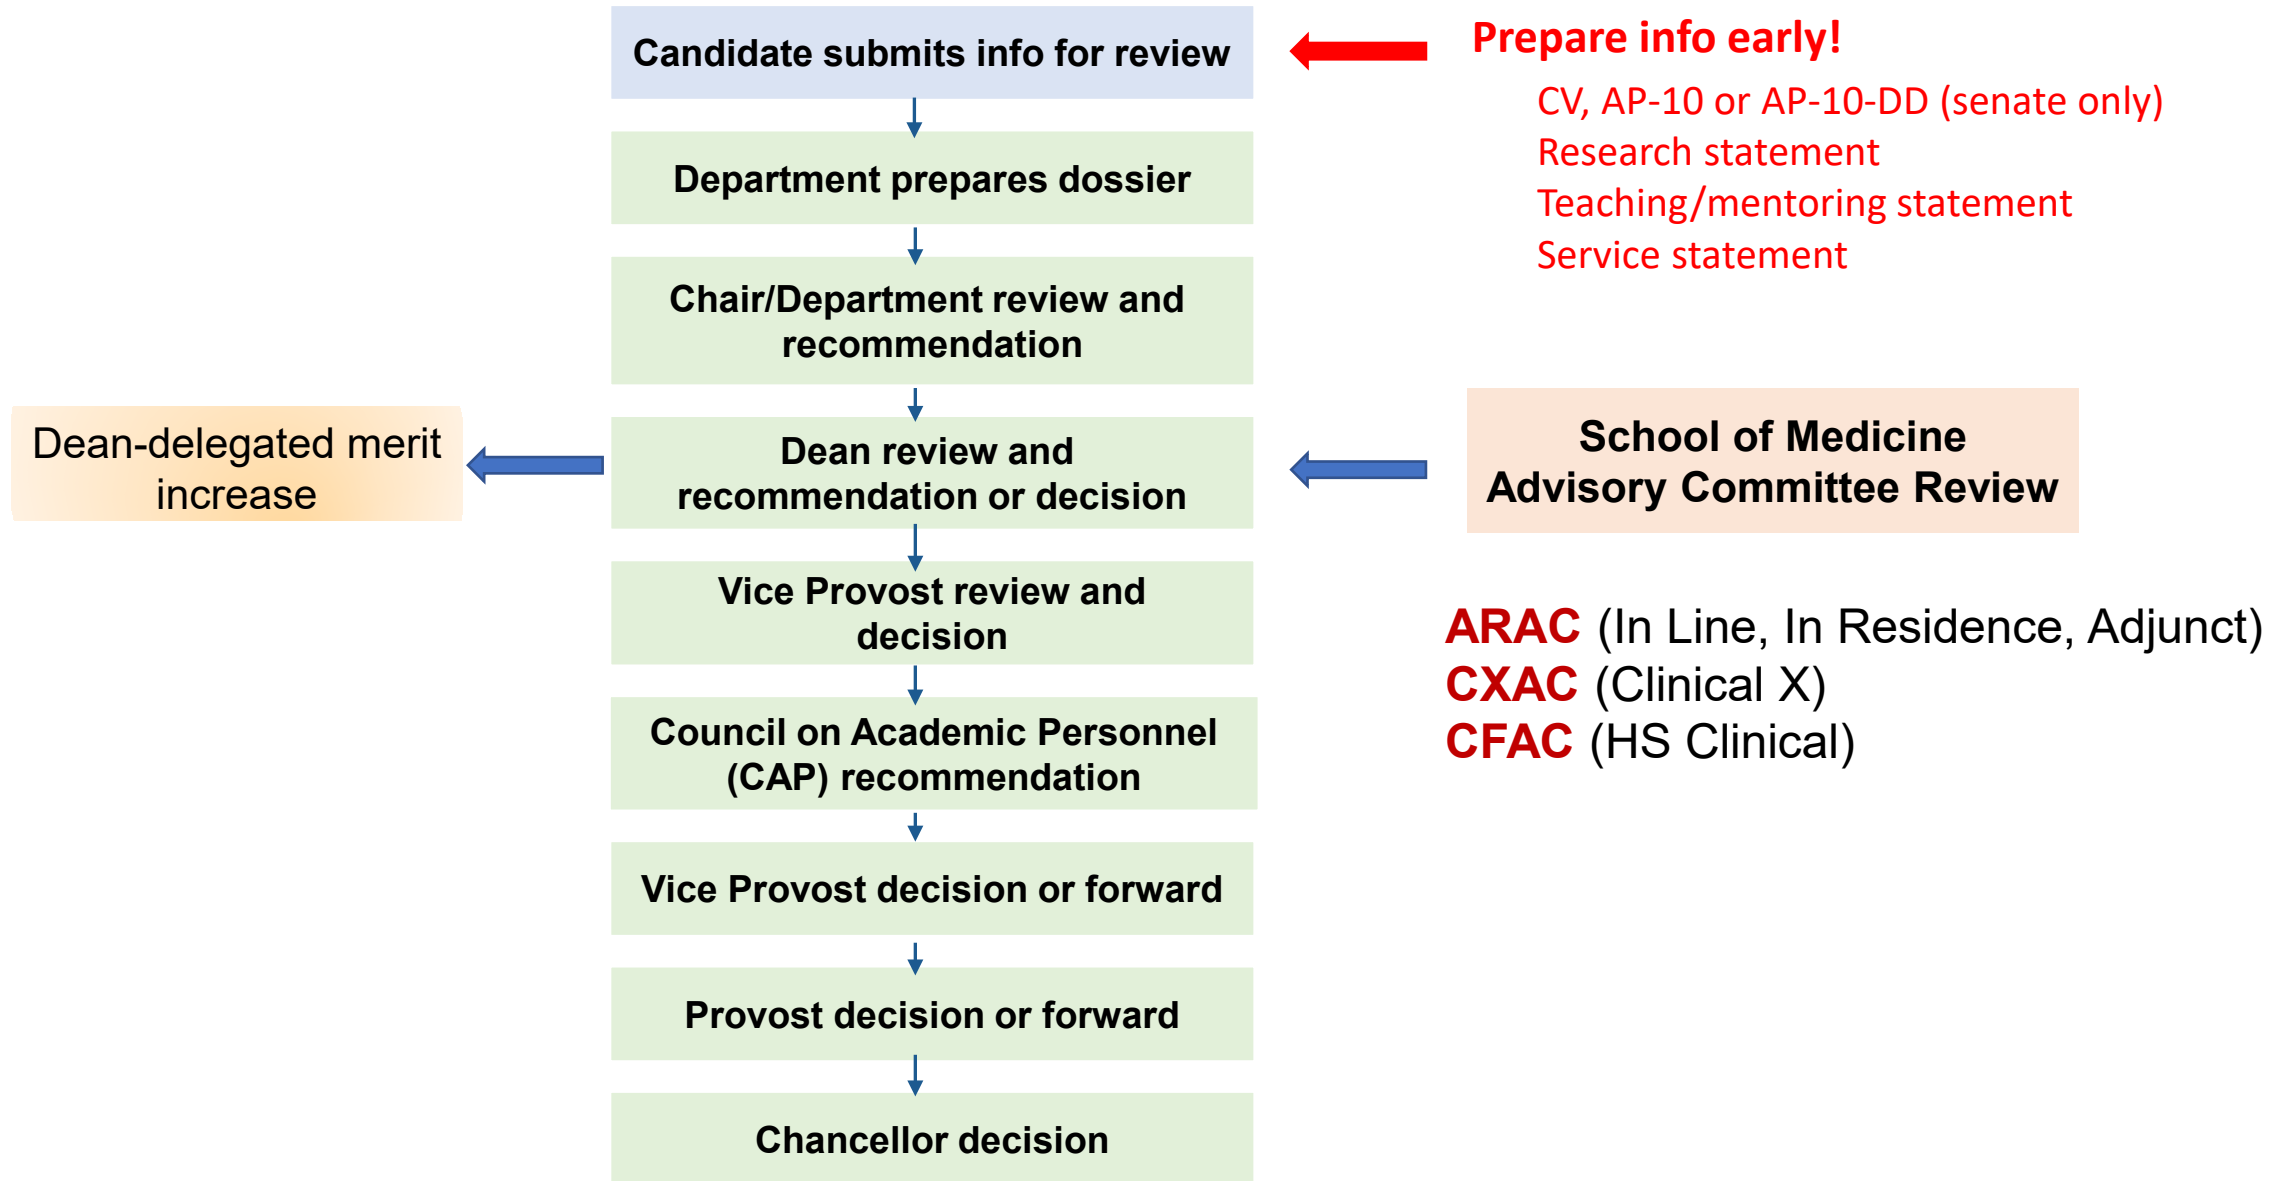 Candidate submits info for review
Prepare info early!
CV, AP-10 or AP-10-DD (senate only)
Research statement
Teaching/mentoring statement
Service statement
Department prepares dossier
Chair/Department review and
recommendation
Dean-delegated merit
increase
Dean review and
recommendation or decision
School of Medicine
Advisory Committee Review
Vice Provost review and
decision
ARAC (In Line, In Residence, Adjunct)
CXAC (Clinical X)
CFAC (HS Clinical)
Council on Academic Personnel
(CAP) recommendation
Vice Provost decision or forward
Provost decision or forward
Chancellor decision